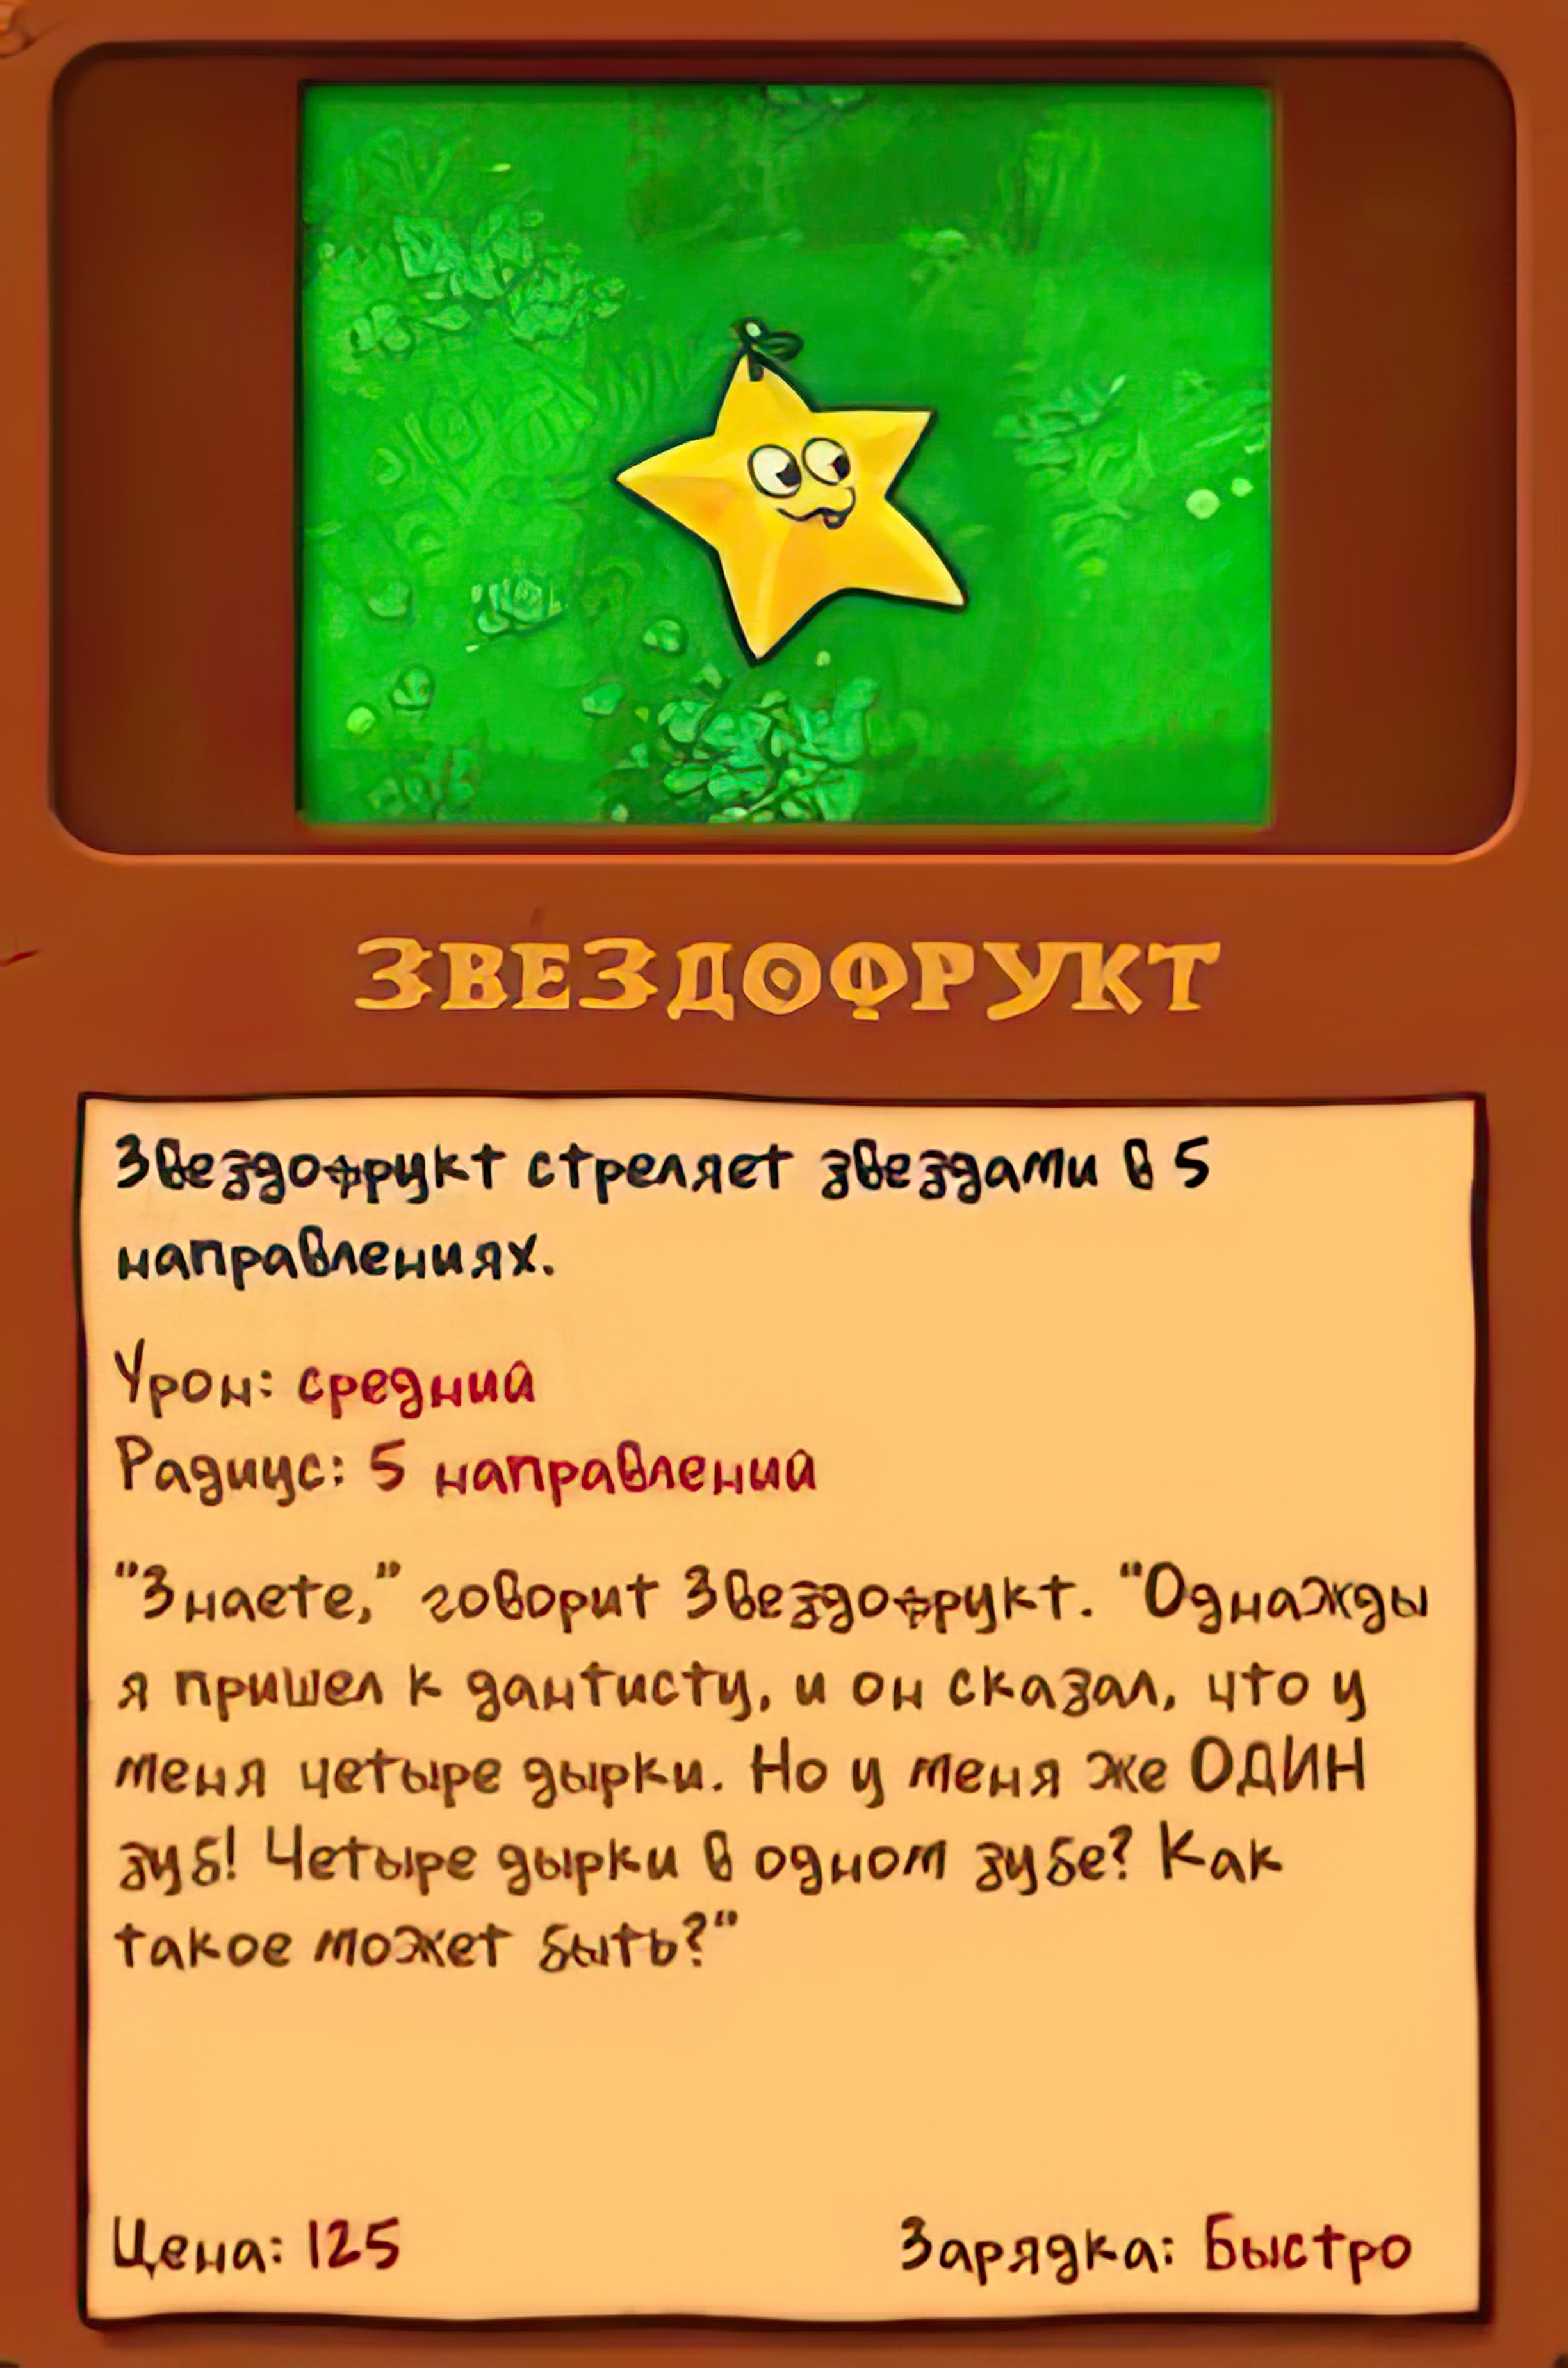 ЗВЕЗДОФРУКТ
Звездофрукт стреляет звездами в 5
направлениях.
Урон: средний
Радиус: 5 направлений
"Знаете," говорит Звездофрукт. "Однажды
я пришел к дантисту, и он сказал, что у
меня четыре дырки. Но у меня же ОДИН
зуб! Четыре дырки в одном зубе? Как
такое может быть?"
Цена: 125 Зарядка: Быстро